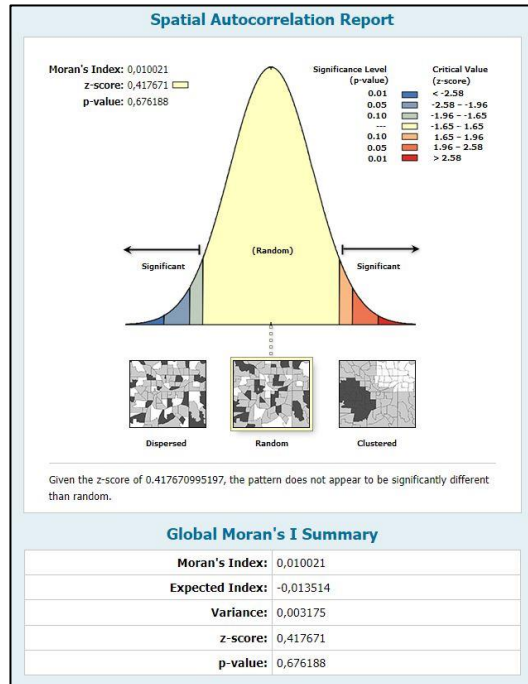 Spatial Autocorrelation Report
Moran's Index: 0,010021
z-score: 0,417671
p-value: 0,676188
Significance Level (p-value)
Critical Value (z-score)
0.01 < -2.58
0.05 -2.58 – -1.96
0.10 -1.96 – -1.65
--- -1.65 – 1.65
0.10 1.65 – 1.96
0.05 1.96 – 2.58
0.01 > 2.58
Significant
(Random)
Significant
Dispersed
Random
Clustered
Given the z-score of 0.417670995197, the pattern does not appear to be significantly different
than random.
Global Moran's I Summary
Moran's Index: 0,010021
Expected Index: -0,013514
Variance: 0,003175
z-score: 0,417671
p-value: 0,676188